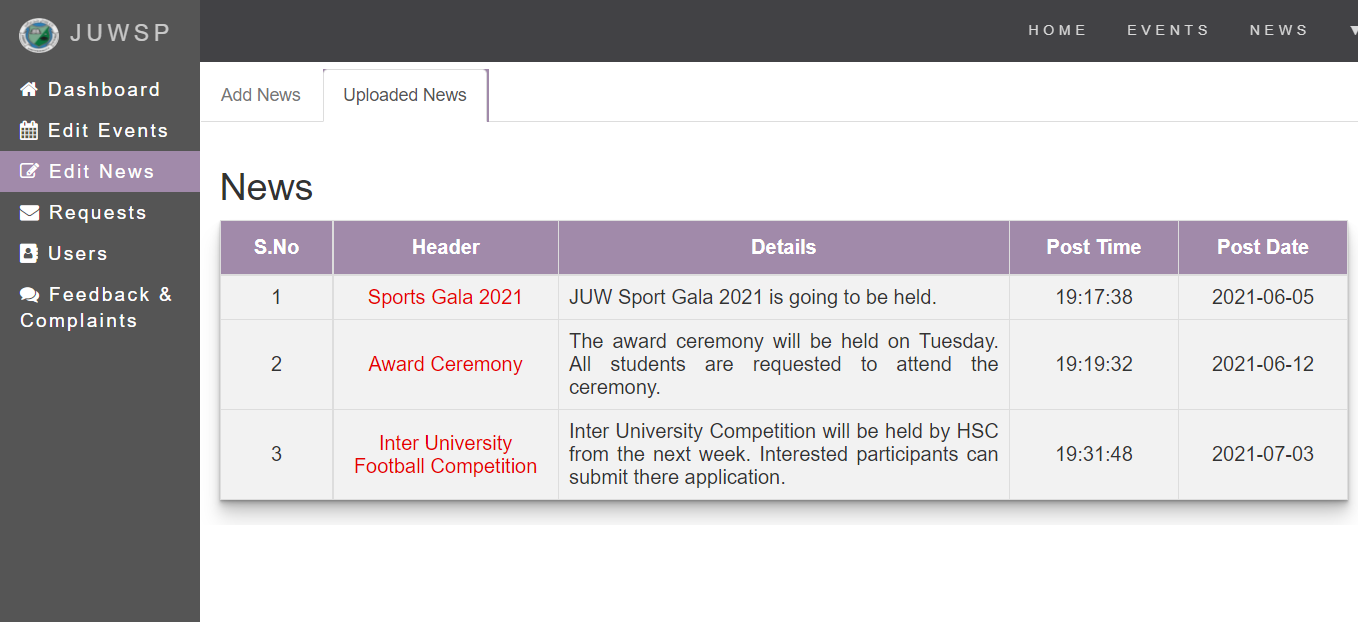 JUWSP
HOME EVENTS NEWS
Dashboard
Edit Events
Edit News
Requests
Users
Feedback &
Complaints
Add News Uploaded News
News
S.No Header Details Post Time Post Date
1 Sports Gala 2021 JUW Sport Gala 2021 is going to be held. 19:17:38 2021-06-05
2 Award Ceremony
The award ceremony will be held on Tuesday.
All students are requested to attend the
ceremony.
19:19:32 2021-06-12
3
Inter University
Football Competition
Inter University Competition will be held by HSC
from the next week. Interested participants can
submit there application.
19:31:48 2021-07-03